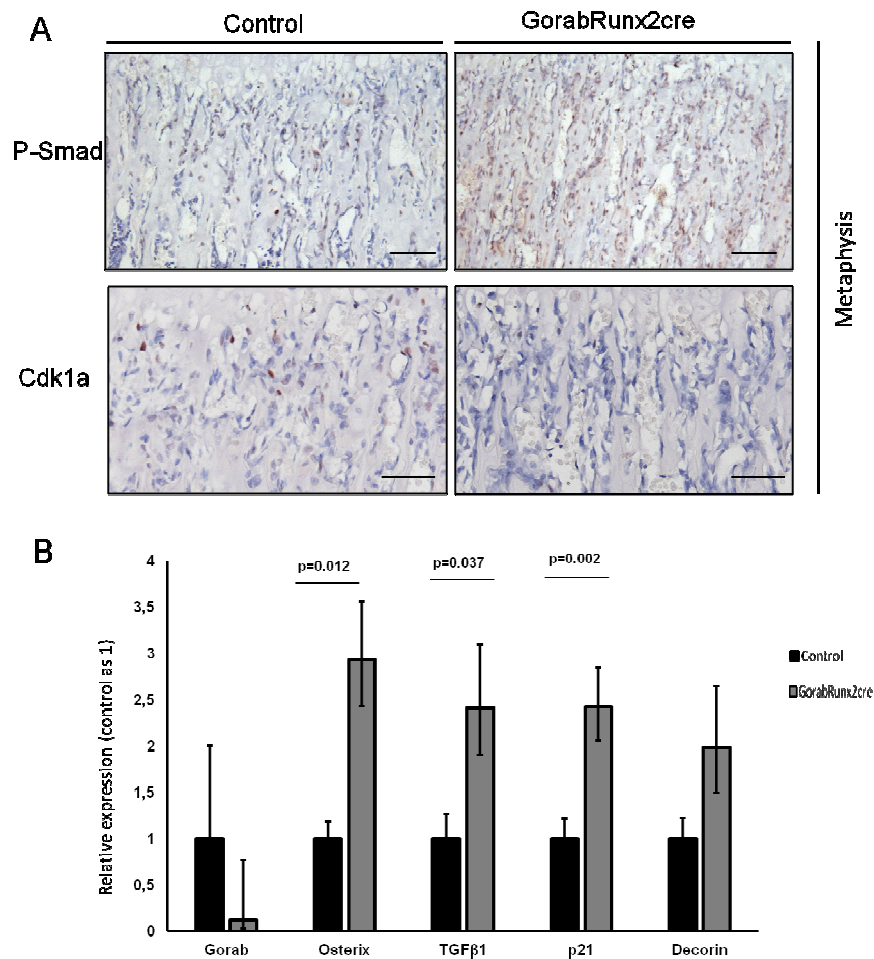 A
Control
GorabRunx2cre
P-Smad
Cdk1a
Metaphysis
B
Relative expression (control as 1)
4
3,5
3
2,5
2
1,5
1
0,5
0
p=0.012
p=0.037
p=0.002
Gorab
Osterix
TGFβ1
p21
Decorin
Control
GorabRunx2cre